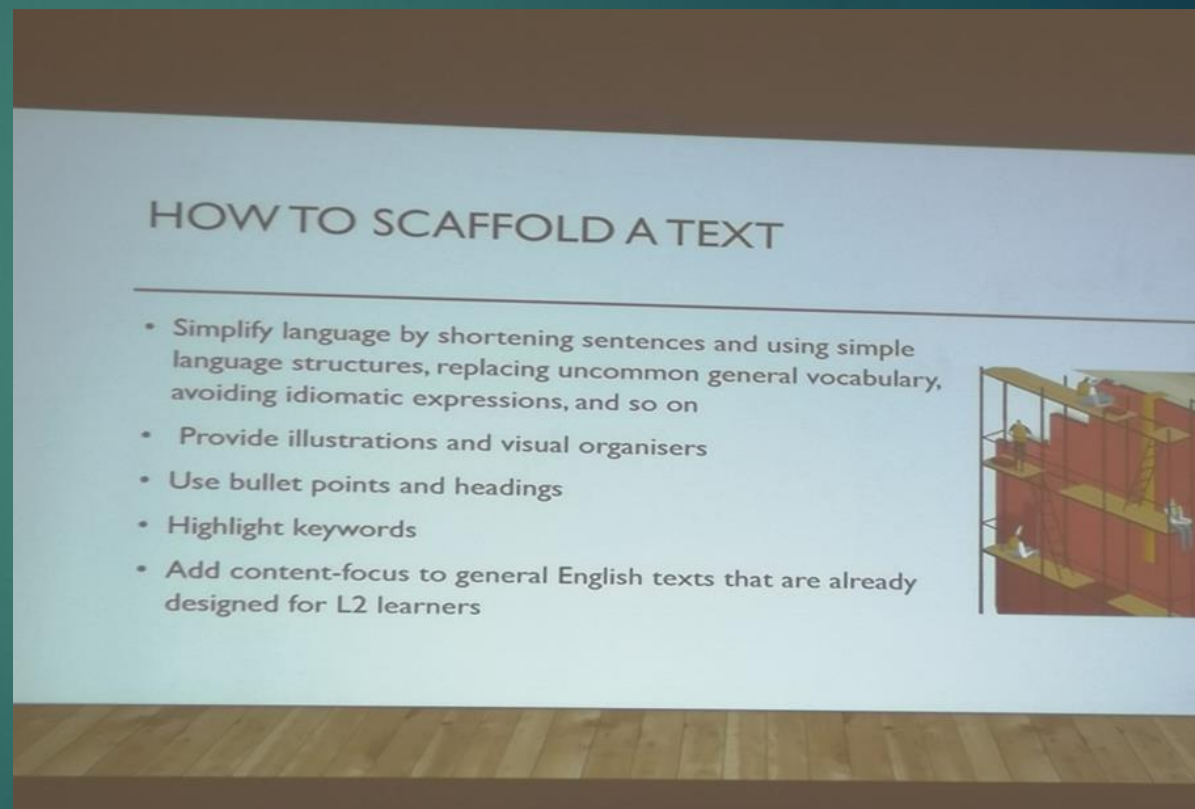 HOW TO SCAFFOLD A TEXT
• Simplify language by shortening sentences and using simple
language structures, replacing uncommon general vocabulary,
avoiding idiomatic expressions, and so on
• Provide illustrations and visual organisers
• Use bullet points and headings
• Highlight keywords
• Add content-focus to general English texts that are already
designed for L2 learners